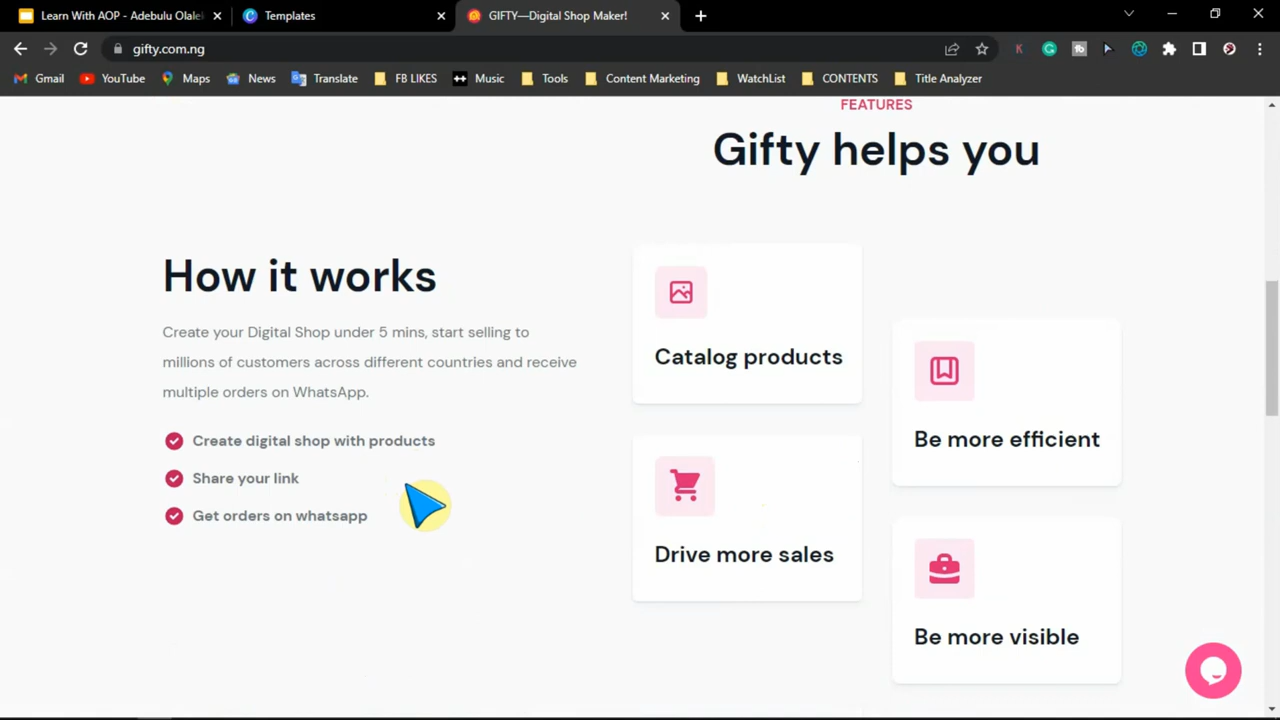 Learn With AOP - Adebulu Olalek
Templates
GIFTY—Digital Shop Maker!
gifty.com.ng
Gmail
YouTube
Maps
News
Translate
FB LIKES
Music
Tools
Content Marketing
WatchList
CONTENTS
Title Analyzer
FEATURES
Gifty helps you
How it works
Create your Digital Shop under 5 mins, start selling to
millions of customers across different countries and receive
multiple orders on WhatsApp.
Create digital shop with products
Share your link
Get orders on whatsapp
Catalog products
Be more efficient
Drive more sales
Be more visible